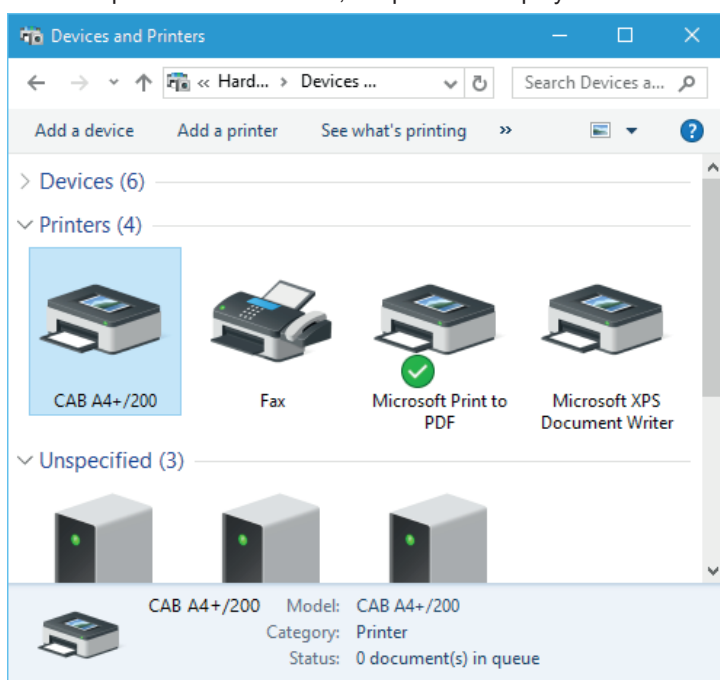 Devices and Printers
« Hard... > Devices ...
Search Devices a...
Add a device Add a printer See what's printing »
Devices (6)
Printers (4)
CAB A4+/200 Fax Microsoft Print to PDF Microsoft XPS Document Writer
Unspecified (3)
CAB A4+/200 Model: CAB A4+/200
Category: Printer
Status: 0 document(s) in queue